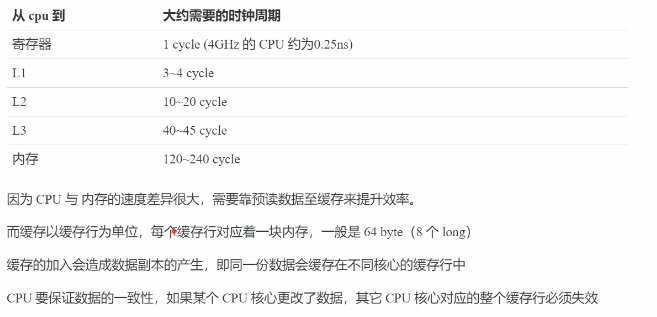 从 cpu 到 大约需要的时钟周期
寄存器 1 cycle (4GHz 的 CPU 约为0.25ns)
L1 3~4 cycle
L2 10~20 cycle
L3 40~45 cycle
内存 120~240 cycle
因为 CPU 与 内存的速度差异很大，需要靠预读数据至缓存来提升效率。
而缓存以缓存行为单位，每个缓存行对应着一块内存，一般是 64 byte（8 个 long）
缓存的加入会造成数据副本的产生，即同一份数据会缓存在不同核心的缓存行中
CPU 要保证数据的一致性，如果某个 CPU 核心更改了数据，其它 CPU 核心对应的整个缓存行必须失效